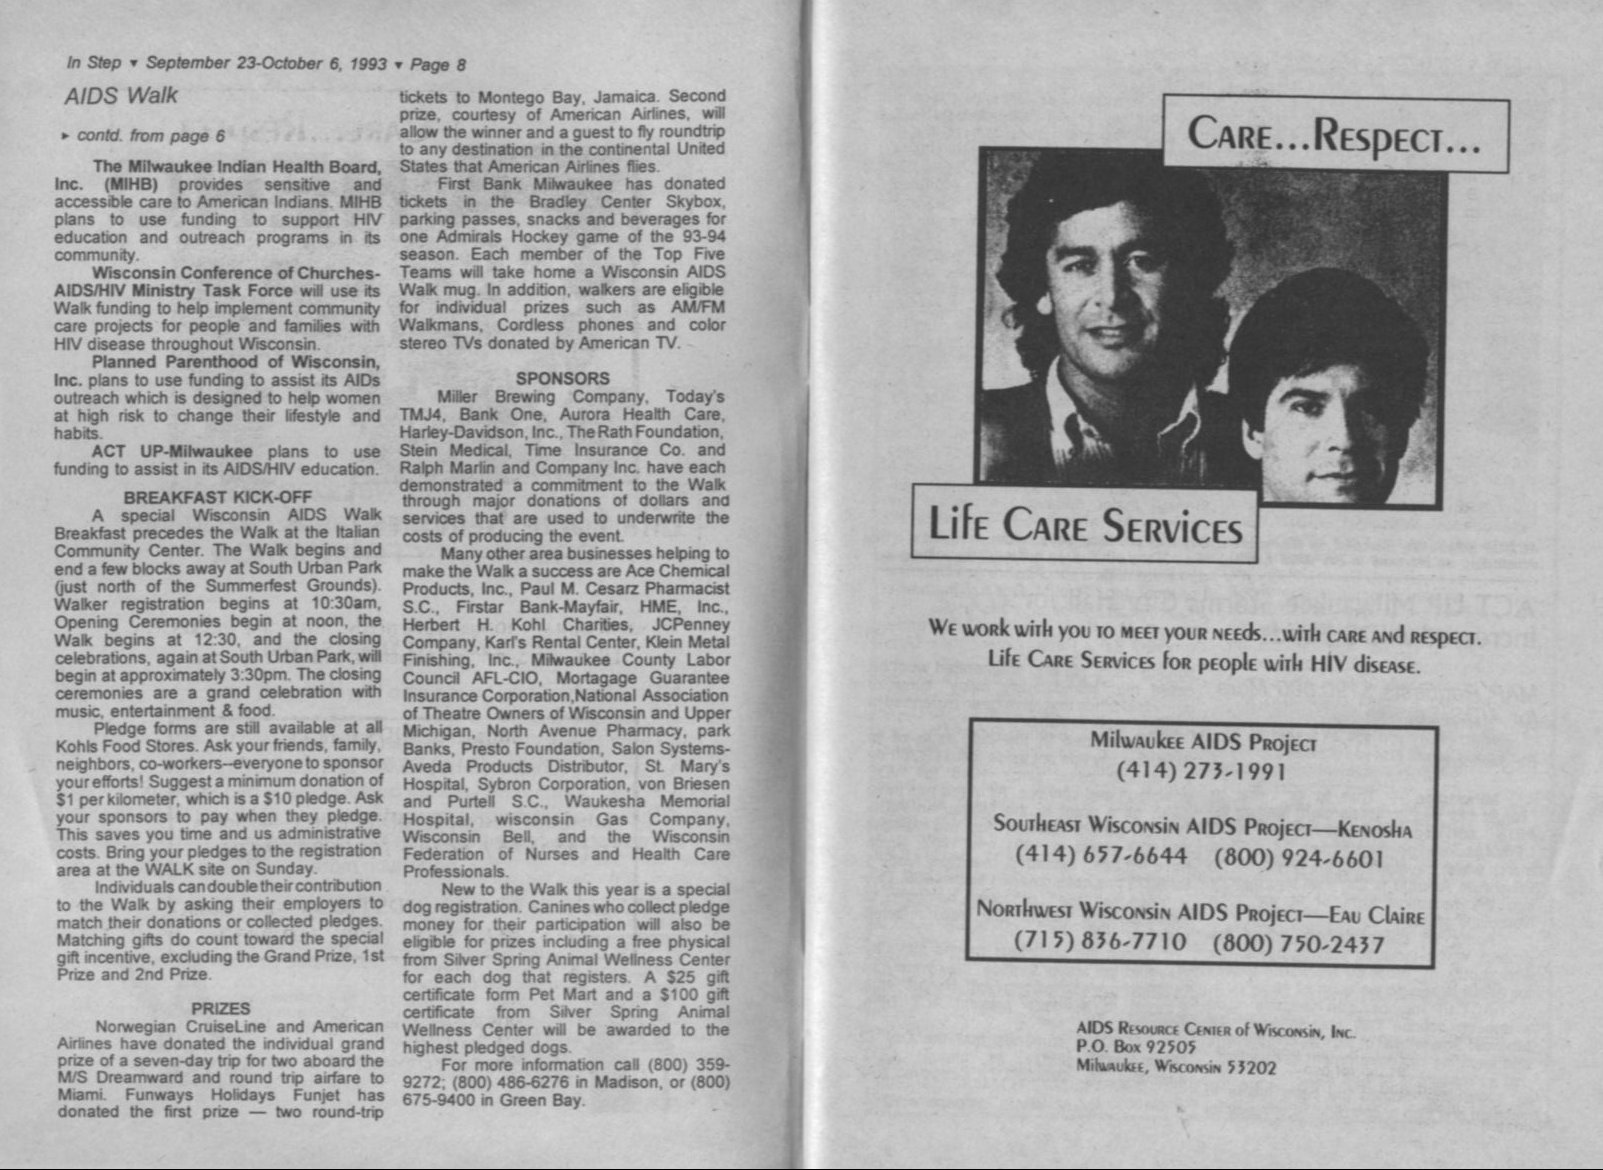 In Step ▾ September 23-October 6, 1993 ▾ Page 8
AIDS Walk
▸ contd. from page 6
The Milwaukee Indian Health Board,
Inc. (MIHB) provides sensitive and
accessible care to American Indians. MIHB
plans to use funding to support HIV
education and outreach programs in its
community.
Wisconsin Conference of Churches-
AIDS/HIV Ministry Task Force will use its
Walk funding to help implement community
care projects for people and families with
HIV disease throughout Wisconsin.
Planned Parenthood of Wisconsin,
Inc. plans to use funding to assist its AIDs
outreach which is designed to help women
at high risk to change their lifestyle and
habits.
ACT UP-Milwaukee plans to use
funding to assist in its AIDS/HIV education.
BREAKFAST KICK-OFF
A special Wisconsin AIDS Walk
Breakfast precedes the Walk at the Italian
Community Center. The Walk begins and
end a few blocks away at South Urban Park
(just north of the Summerfest Grounds).
Walker registration begins at 10:30am,
Opening Ceremonies begin at noon, the
Walk begins at 12:30, and the closing
celebrations, again at South Urban Park, will
begin at approximately 3:30pm. The closing
ceremonies are a grand celebration with
music, entertainment & food.
Pledge forms are still available at all
Kohls Food Stores. Ask your friends, family,
neighbors, co-workers--everyone to sponsor
your efforts! Suggest a minimum donation of
$1 per kilometer, which is a $10 pledge. Ask
your sponsors to pay when they pledge.
This saves you time and us administrative
costs. Bring your pledges to the registration
area at the WALK site on Sunday.
Individuals can double their contribution
to the Walk by asking their employers to
match their donations or collected pledges.
Matching gifts do count toward the special
gift incentive, excluding the Grand Prize, 1st
Prize and 2nd Prize.
PRIZES
Norwegian CruiseLine and American
Airlines have donated the individual grand
prize of a seven-day trip for two aboard the
M/S Dreamward and round trip airfare to
Miami. Funways Holidays Funjet has
donated the first prize — two round-trip
tickets to Montego Bay, Jamaica. Second
prize, courtesy of American Airlines, will
allow the winner and a guest to fly roundtrip
to any destination in the continental United
States that American Airlines flies.
First Bank Milwaukee has donated
tickets in the Bradley Center Skybox,
parking passes, snacks and beverages for
one Admirals Hockey game of the 93-94
season. Each member of the Top Five
Teams will take home a Wisconsin AIDS
Walk mug. In addition, walkers are eligible
for individual prizes such as AM/FM
Walkmans, Cordless phones and color
stereo TVs donated by American TV.
SPONSORS
Miller Brewing Company, Today's
TMJ4, Bank One, Aurora Health Care,
Harley-Davidson, Inc., The Rath Foundation,
Stein Medical, Time Insurance Co. and
Ralph Marlin and Company Inc. have each
demonstrated a commitment to the Walk
through major donations of dollars and
services that are used to underwrite the
costs of producing the event.
Many other area businesses helping to
make the Walk a success are Ace Chemical
Products, Inc., Paul M. Cesarz Pharmacist
S.C., Firstar Bank-Mayfair, HME, Inc.,
Herbert H. Kohl Charities, JCPenney
Company, Karl's Rental Center, Klein Metal
Finishing, Inc., Milwaukee County Labor
Council AFL-CIO, Mortagage Guarantee
Insurance Corporation,National Association
of Theatre Owners of Wisconsin and Upper
Michigan, North Avenue Pharmacy, park
Banks, Presto Foundation, Salon Systems-
Aveda Products Distributor, St. Mary's
Hospital, Sybron Corporation, von Briesen
and Purtell S.C., Waukesha Memorial
Hospital, wisconsin Gas Company,
Wisconsin Bell, and the Wisconsin
Federation of Nurses and Health Care
Professionals.
New to the Walk this year is a special
dog registration. Canines who collect pledge
money for their participation will also be
eligible for prizes including a free physical
from Silver Spring Animal Wellness Center
for each dog that registers. A $25 gift
certificate form Pet Mart and a $100 gift
certificate from Silver Spring Animal
Wellness Center will be awarded to the
highest pledged dogs.
For more information call (800) 359-
9272; (800) 486-6276 in Madison, or (800)
675-9400 in Green Bay.
Care...Respect...
Life Care Services
We work with you to meet your needs...with care and respect.
Life Care Services for people with HIV disease.
Milwaukee AIDS Project
(414) 273-1991
Southeast Wisconsin AIDS Project—Kenosha
(414) 657-6644 (800) 924-6601
Northwest Wisconsin AIDS Project—Eau Claire
(715) 836-7710 (800) 750-2437
AIDS Resource Center of Wisconsin, Inc.
P.O. Box 92505
Milwaukee, Wisconsin 53202